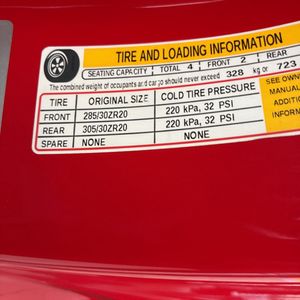 TIRE AND LOADING INFORMATION
SEATING CAPACITY TOTAL 4 FRONT 2 REAR
The combined weight of occupants and cargo should never exceed 328 kg or 723
TIRE ORIGINAL SIZE COLD TIRE PRESSURE
FRONT 285/30ZR20 220 kPa, 32 PSI
REAR 305/30ZR20 220 kPa, 32 PSI
SPARE NONE NONE
SEE OWNE
MANUAL
ADDITIO
INFORM